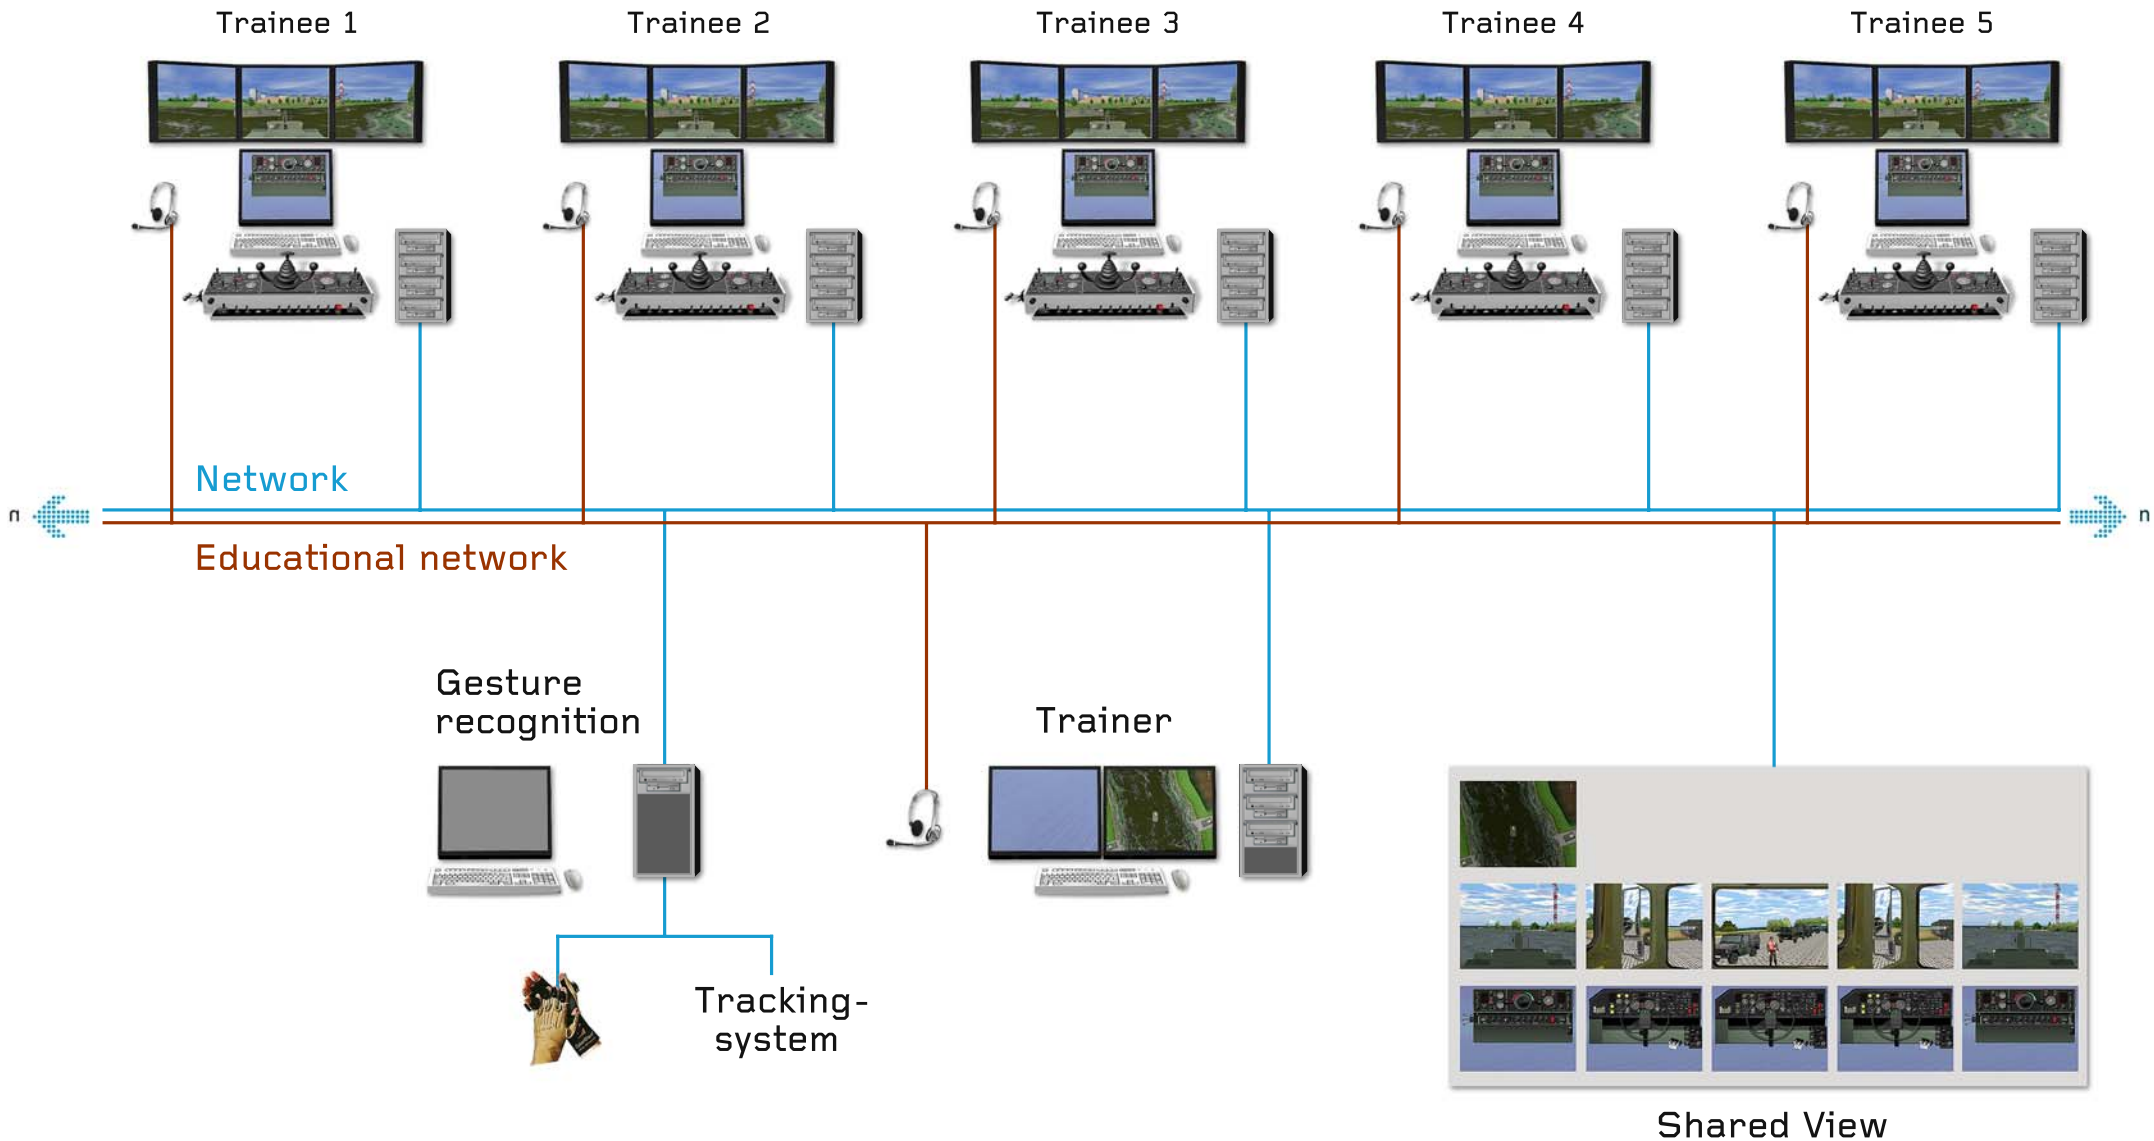 Trainee 1
Trainee 2
Trainee 3
Trainee 4
Trainee 5
Network
n
n
Educational network
Gesture
recognition
Trainer
Tracking-
system
Shared View